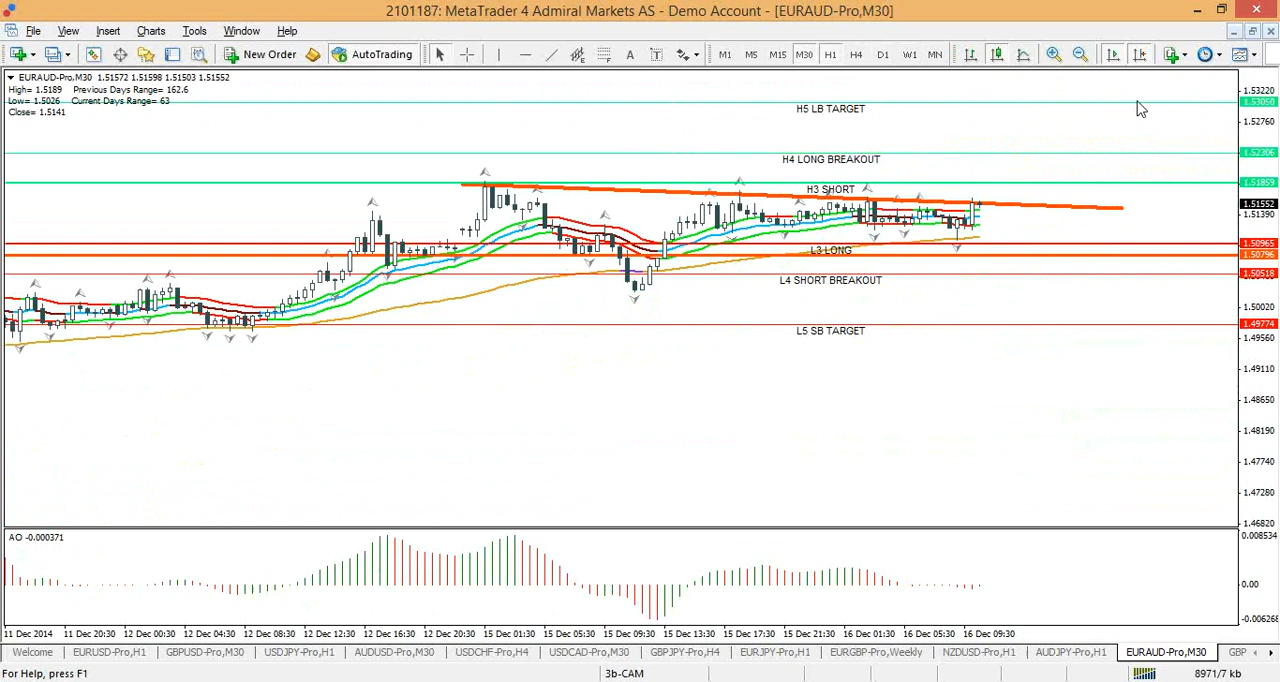 2101187: MetaTrader 4 Admiral Markets AS - Demo Account - [EURAUD-Pro,M30]
File View Insert Charts Tools Window Help
New Order AutoTrading A T M1 M5 M15 M30 H1 H4 D1 W1 MN
EURAUD-Pro,M30 1.51572 1.51598 1.51503 1.51552
High= 1.5189 Previous Days Range= 162.6
Low= 1.5026 Current Days Range= 63
Close= 1.5141
1.53220
1.53050
H5 LB TARGET
1.52760
1.52306
H4 LONG BREAKOUT
1.51859
H3 SHORT
1.51552
1.51390
1.50965
L3 LONG
1.50796
1.50518
L4 SHORT BREAKOUT
1.50020
1.49774
L5 SB TARGET
1.49560
1.49110
1.48650
1.48190
1.47740
1.47280
1.46820
AO -0.000371
0.008534
0.00
-0.006268
11 Dec 2014 11 Dec 20:30 12 Dec 00:30 12 Dec 04:30 12 Dec 08:30 12 Dec 12:30 12 Dec 16:30 12 Dec 20:30 15 Dec 01:30 15 Dec 05:30 15 Dec 09:30 15 Dec 13:30 15 Dec 17:30 15 Dec 21:30 16 Dec 01:30 16 Dec 05:30 16 Dec 09:30
Welcome EURUSD-Pro,H1 GBPUSD-Pro,M30 USDJPY-Pro,H1 AUDUSD-Pro,M30 USDCHF-Pro,H4 USDCAD-Pro,M30 GBPJPY-Pro,H4 EURJPY-Pro,H1 EURGBP-Pro,Weekly NZDUSD-Pro,H1 AUDJPY-Pro,H1 EURAUD-Pro,M30 GBP
For Help, press F1 3b-CAM 8971/7 kb